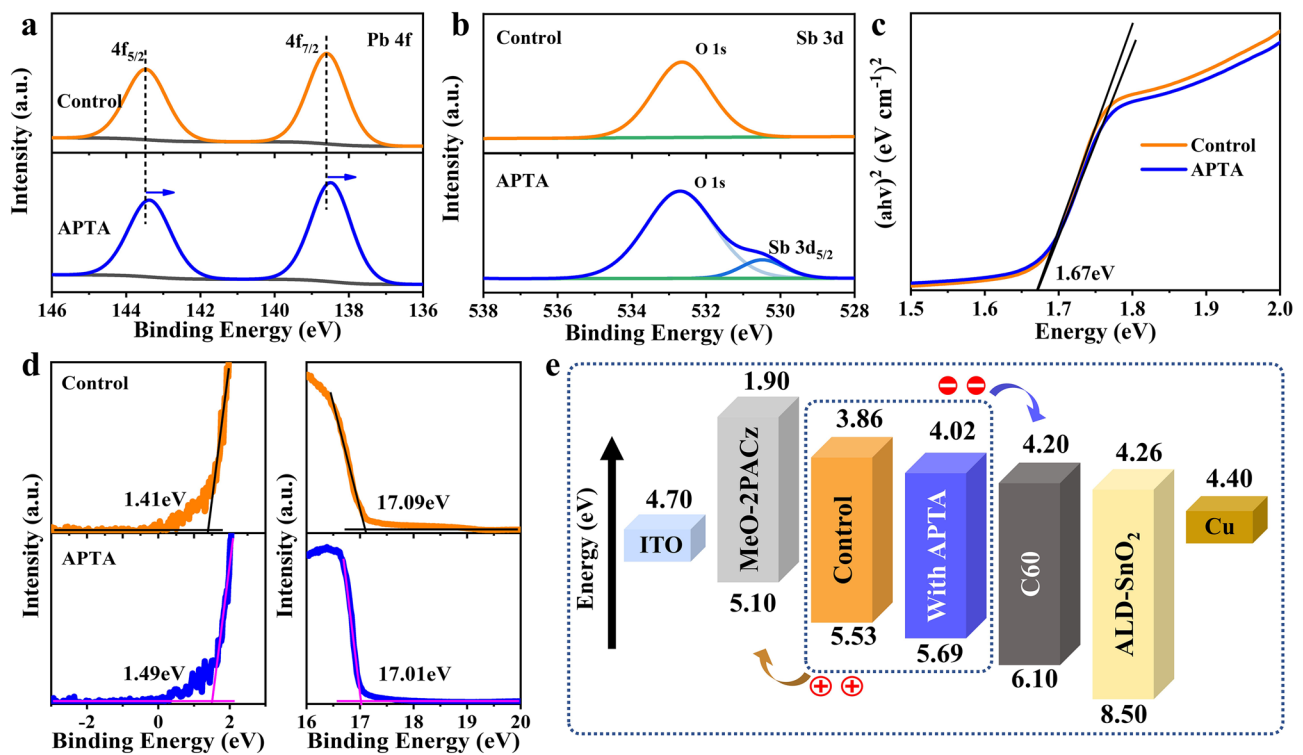 a
4f5/2
4f7/2
Pb 4f
Control
APTA
Intensity (a.u.)
146 144 142 140 138 136
Binding Energy (eV)
b
Control
O 1s
Sb 3d
APTA
O 1s
Sb 3d5/2
Intensity (a.u.)
538 536 534 532 530 528
Binding Energy (eV)
c
(ahv)2 (eV cm-1)2
Control
APTA
1.67eV
1.5 1.6 1.7 1.8 1.9 2.0
Energy (eV)
d
Control
1.41eV
17.09eV
APTA
1.49eV
17.01eV
Intensity (a.u.)
Intensity (a.u.)
-2 0 2
16 17 18 19 20
Binding Energy (eV)
Binding Energy (eV)
e
Energy (eV)
4.70
ITO
1.90
MeO-2PACz
5.10
3.86
Control
5.53
4.02
With APTA
5.69
4.20
C60
6.10
4.26
ALD-SnO2
8.50
4.40
Cu